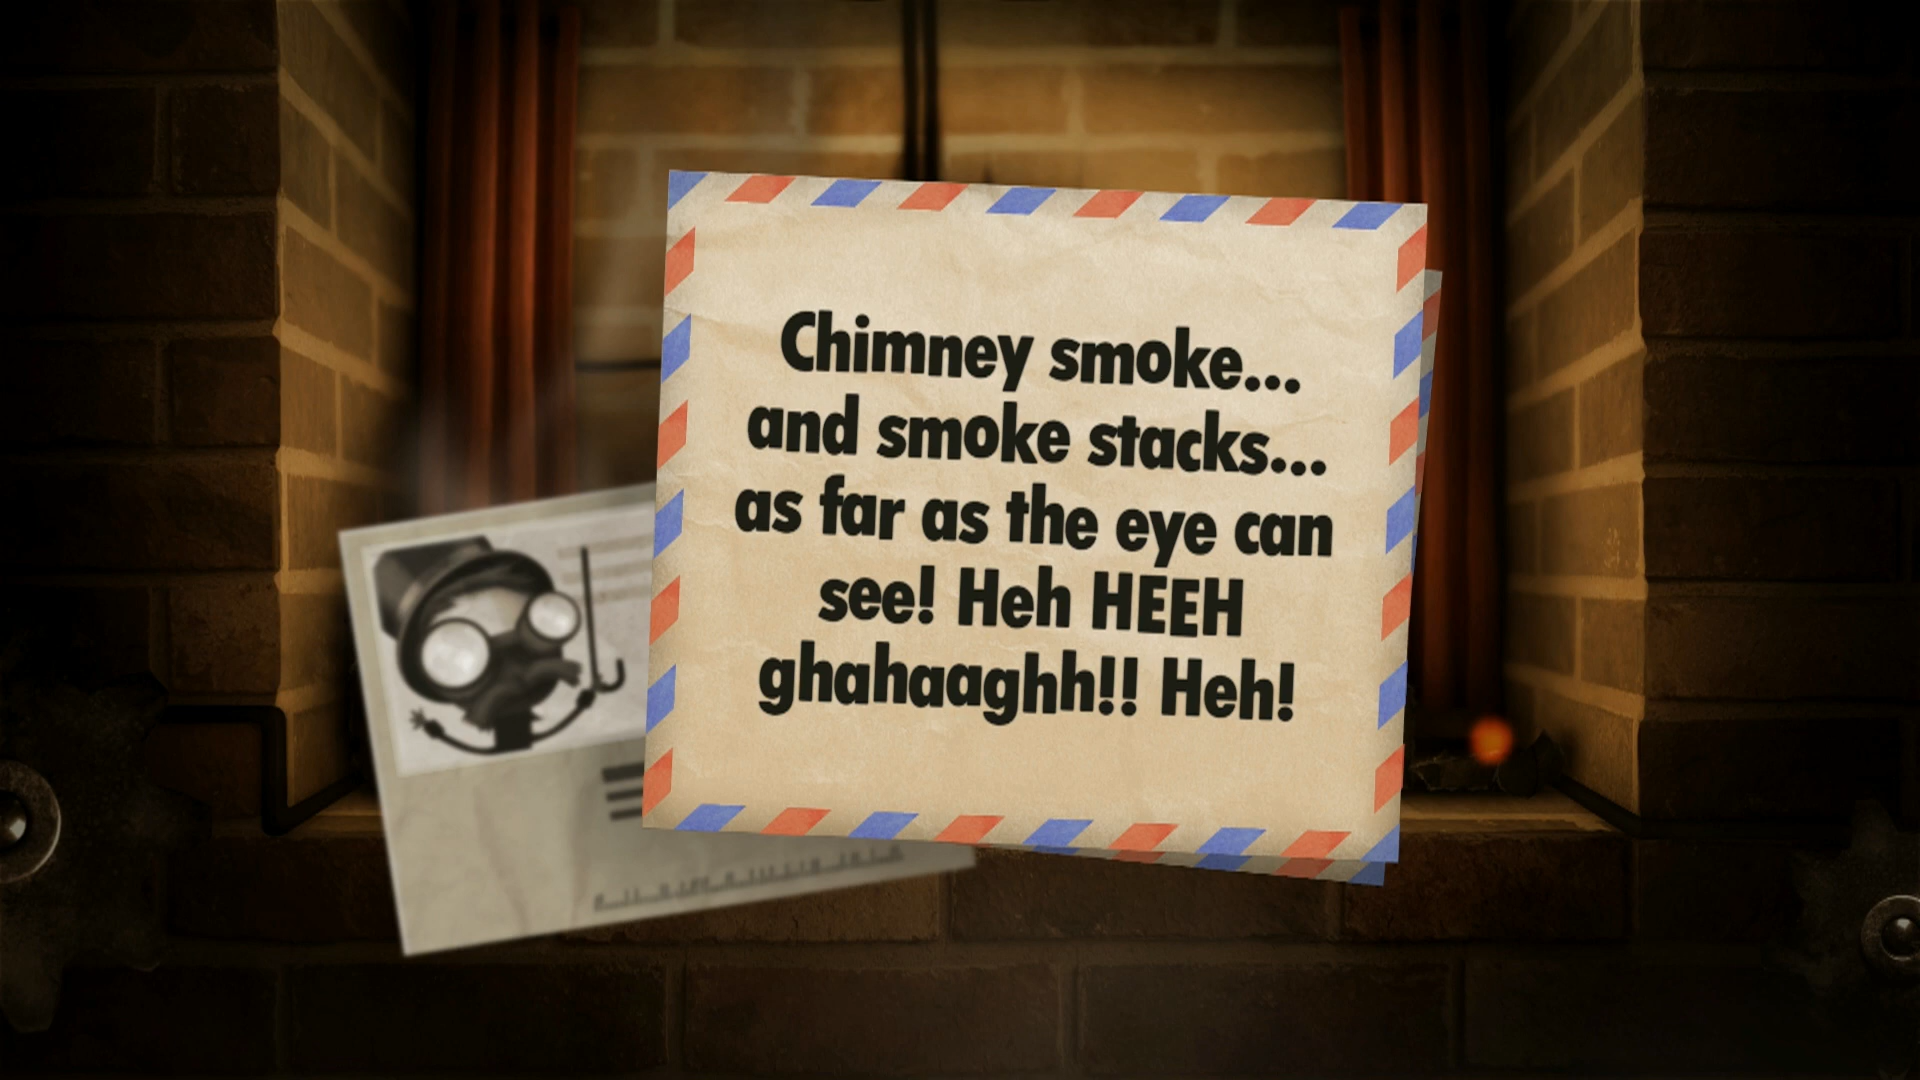 Chimney smoke...
and smoke stacks...
as far as the eye can
see! Heh HEEH
ghahaaghh!! Heh!